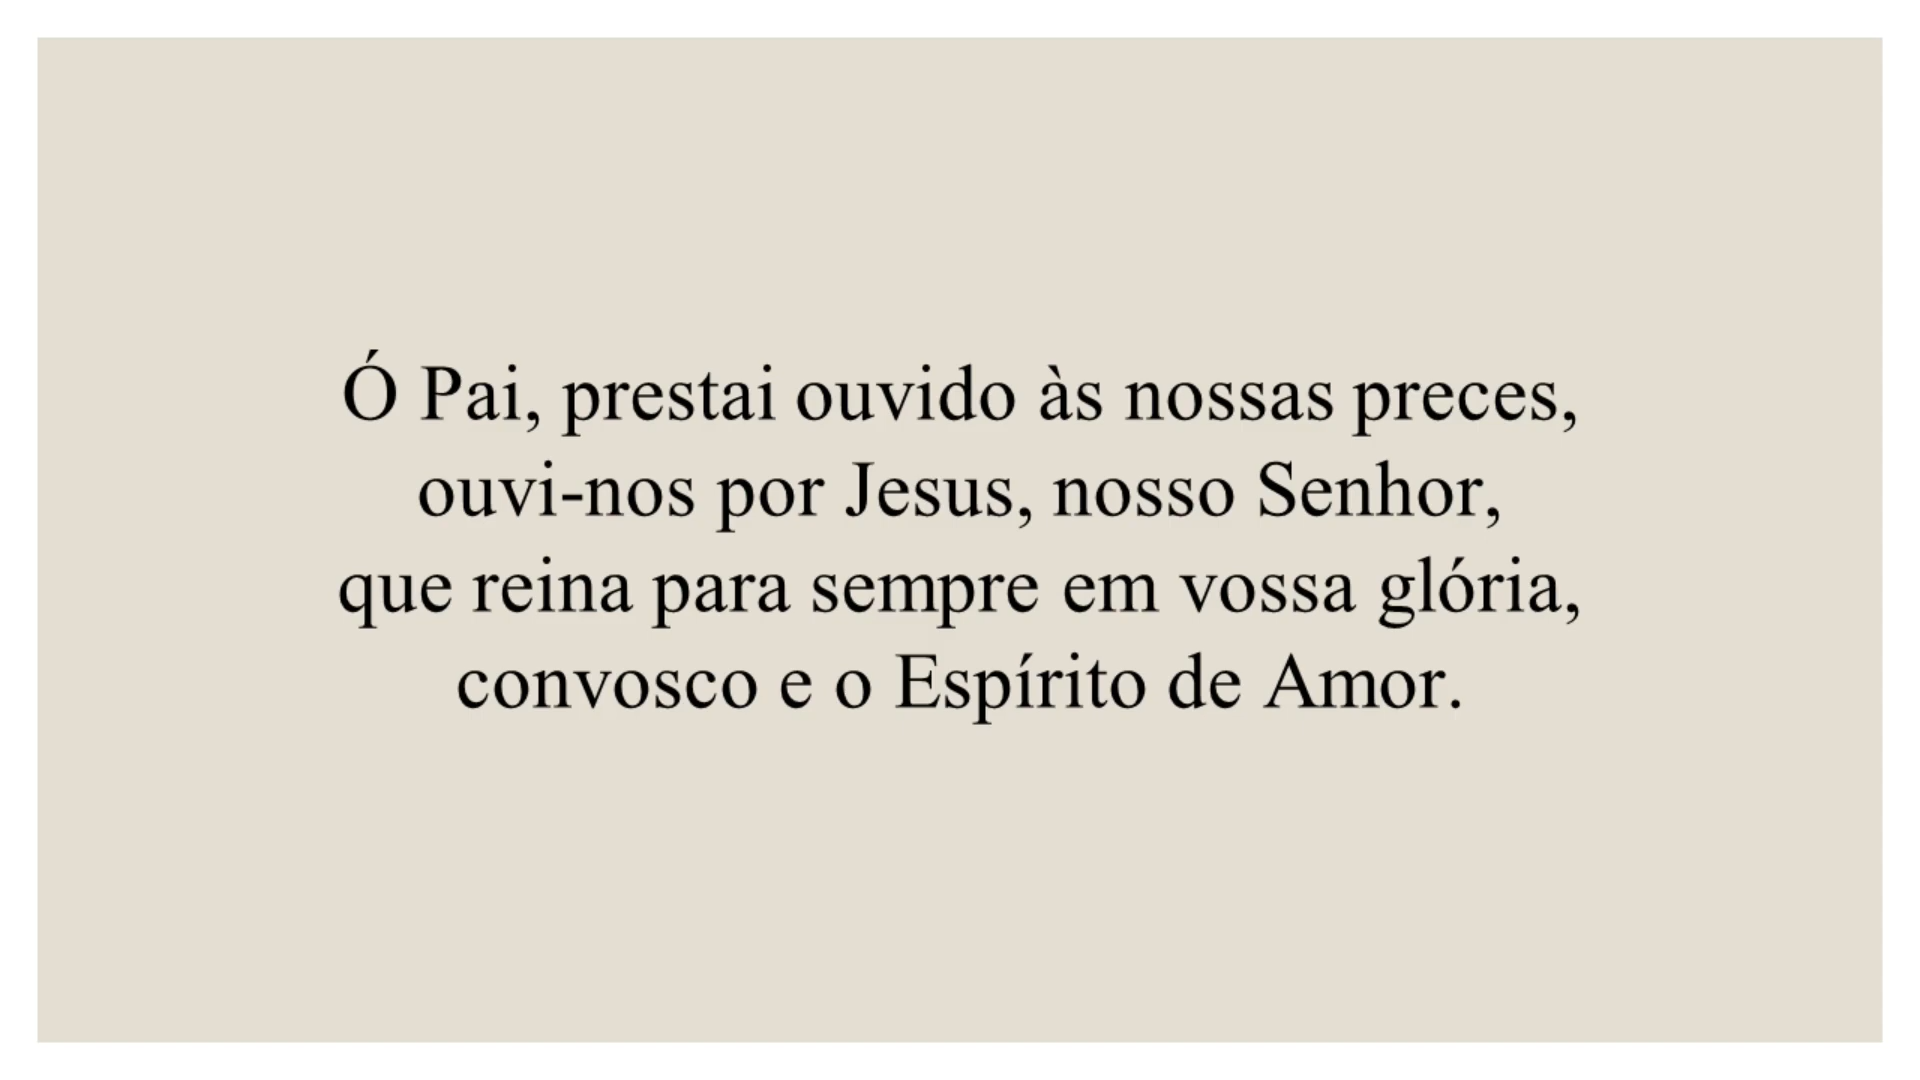 Ó Pai, prestai ouvido às nossas preces,
ouvi-nos por Jesus, nosso Senhor,
que reina para sempre em vossa glória,
convosco e o Espírito de Amor.